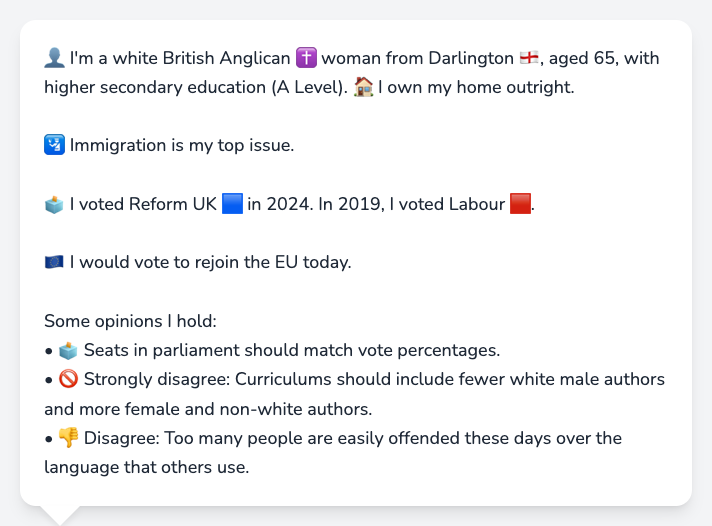 👤 I'm a white British Anglican ✝️ woman from Darlington 🏴󠁧󠁢󠁥󠁮󠁧󠁿, aged 65, with
higher secondary education (A Level). 🏠 I own my home outright.
🛂 Immigration is my top issue.
🗳️ I voted Reform UK 🟦 in 2024. In 2019, I voted Labour 🟥.
🇪🇺 I would vote to rejoin the EU today.
Some opinions I hold:
• 🗳️ Seats in parliament should match vote percentages.
• 🚫 Strongly disagree: Curriculums should include fewer white male authors
and more female and non-white authors.
• 👎 Disagree: Too many people are easily offended these days over the
language that others use.